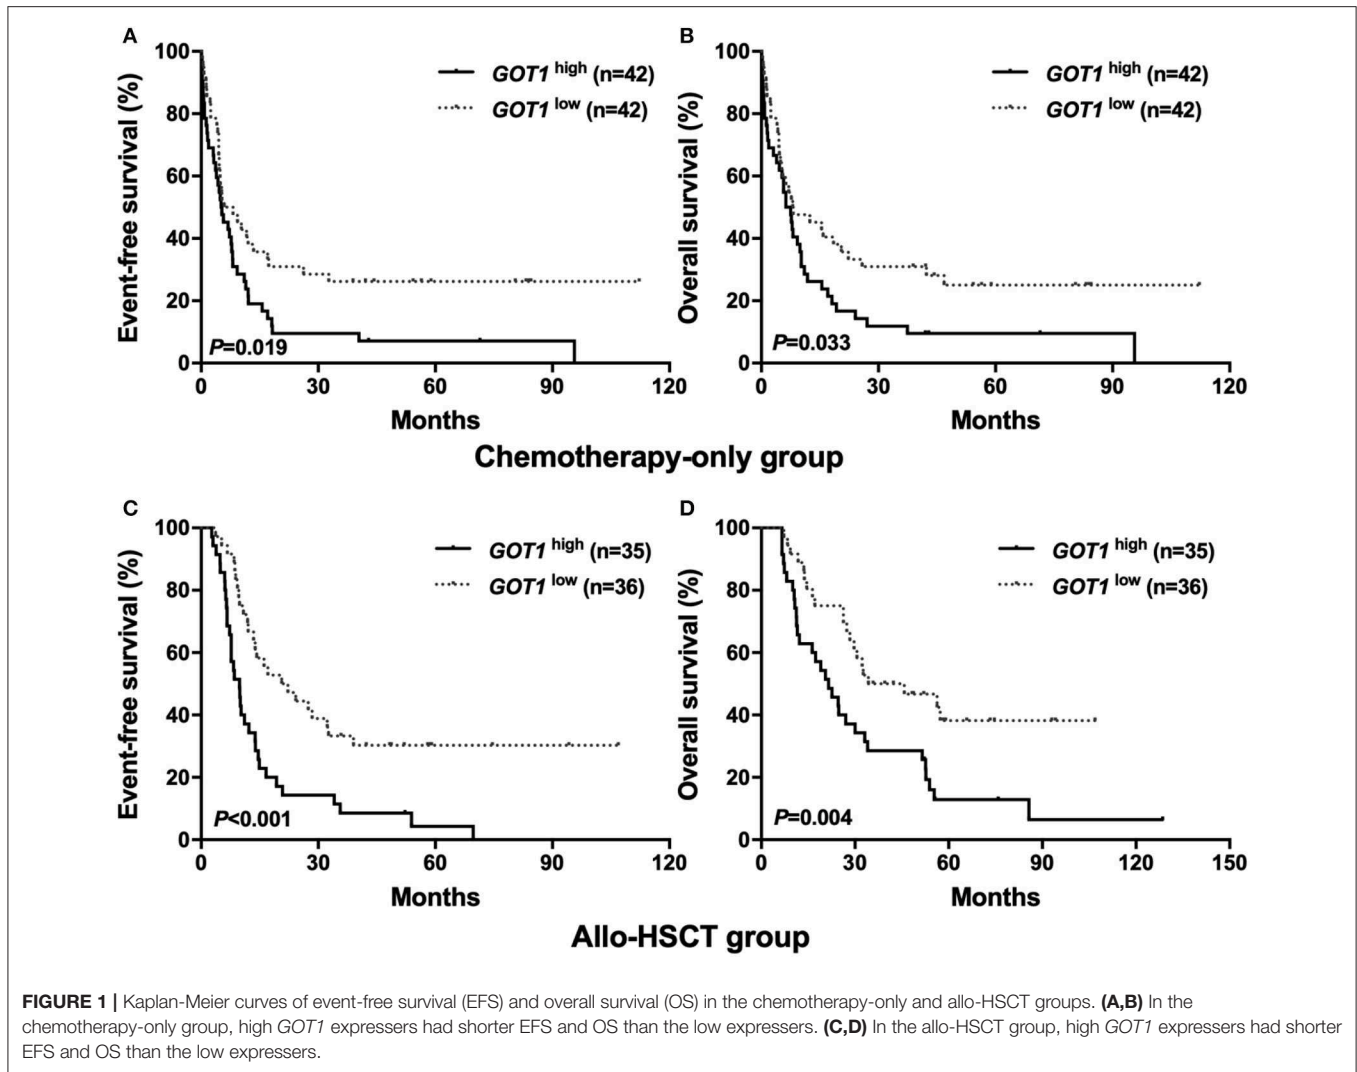 A
B
100
80
60
40
20
0
Event-free survival (%)
GOT1 high (n=42)
GOT1 low (n=42)
P=0.019
0 30 60 90 120
Months
100
80
60
40
20
0
Overall survival (%)
GOT1 high (n=42)
GOT1 low (n=42)
P=0.033
0 30 60 90 120
Months
Chemotherapy-only group
C
D
100
80
60
40
20
0
Event-free survival (%)
GOT1 high (n=35)
GOT1 low (n=36)
P<0.001
0 30 60 90 120
Months
100
80
60
40
20
0
Overall survival (%)
GOT1 high (n=35)
GOT1 low (n=36)
P=0.004
0 30 60 90 120 150
Months
Allo-HSCT group
FIGURE 1 | Kaplan-Meier curves of event-free survival (EFS) and overall survival (OS) in the chemotherapy-only and allo-HSCT groups. (A,B) In the
chemotherapy-only group, high GOT1 expressers had shorter EFS and OS than the low expressers. (C,D) In the allo-HSCT group, high GOT1 expressers had shorter
EFS and OS than the low expressers.